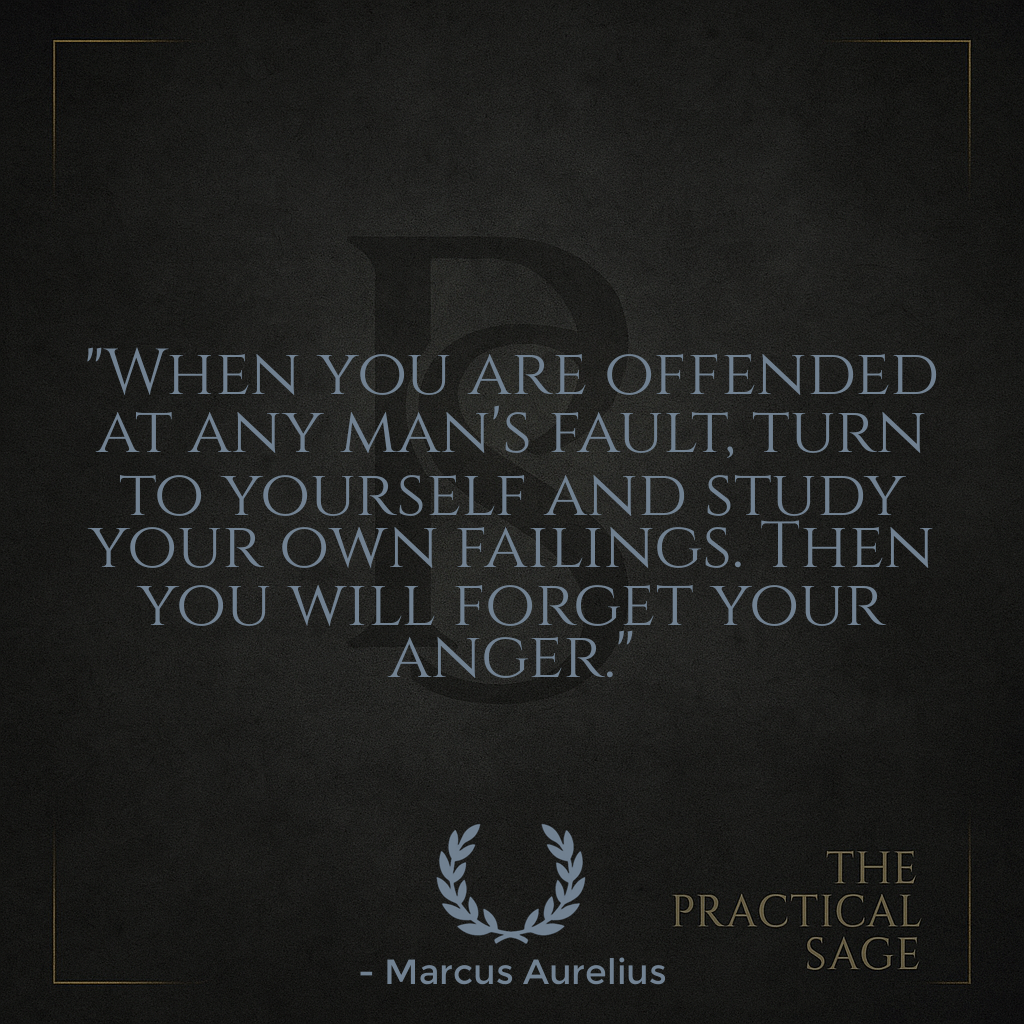 "When you are offended
at any man's fault, turn
to yourself and study
your own failings. Then
you will forget your
anger."
- Marcus Aurelius
THE
PRACTICAL
SAGE